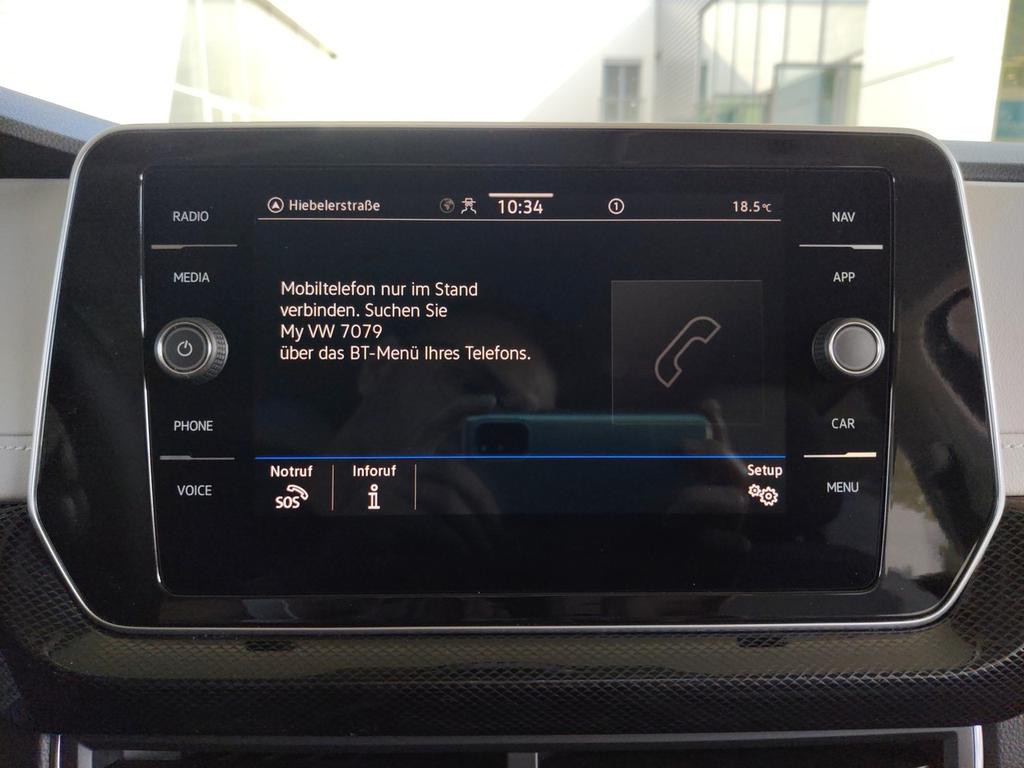 Hiebelerstraße 10:34 1 18.5°C
RADIO
MEDIA
PHONE
VOICE
Mobiltelefon nur im Stand
verbinden. Suchen Sie
My VW 7079
über das BT-Menü Ihres Telefons.
Notruf Inforuf Setup
SOS i
NAV
APP
CAR
MENU